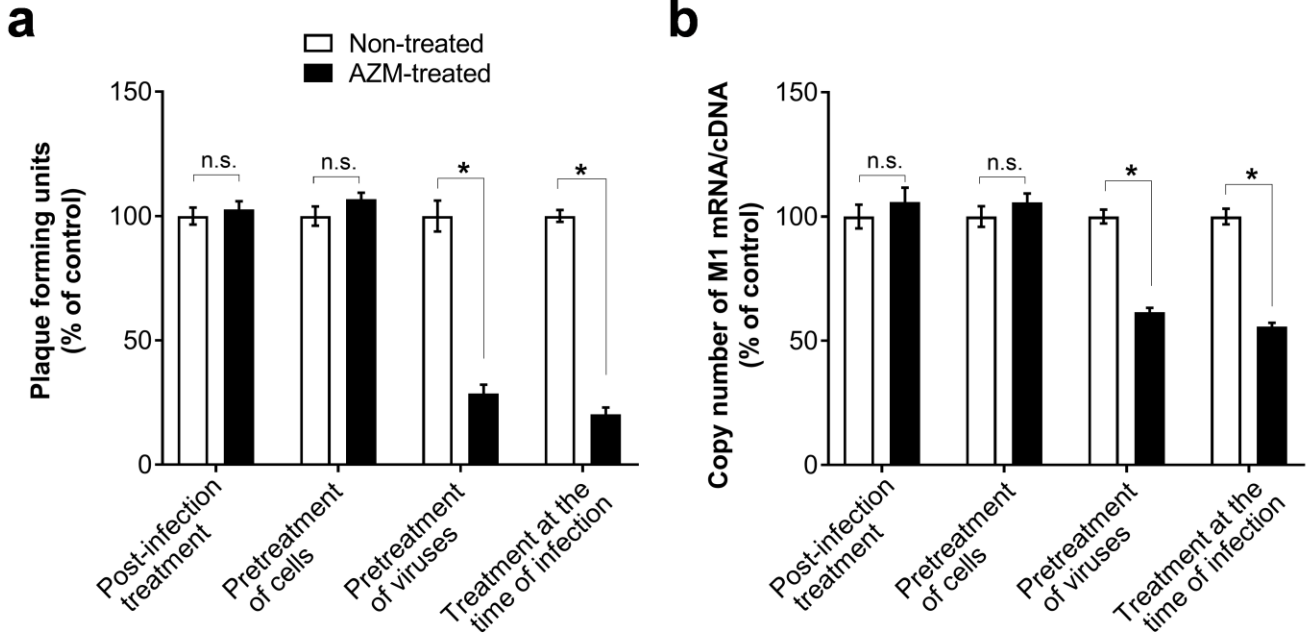 a
Non-treated
AZM-treated
Plaque forming units
(% of control)
150
100
50
0
n.s.
n.s.
*
*
Post-infection
treatment
Pretreatment
of cells
Pretreatment
of viruses
Treatment at the
time of infection
b
Copy number of M1 mRNA/cDNA
(% of control)
150
100
50
0
n.s.
n.s.
*
*
Post-infection
treatment
Pretreatment
of cells
Pretreatment
of viruses
Treatment at the
time of infection